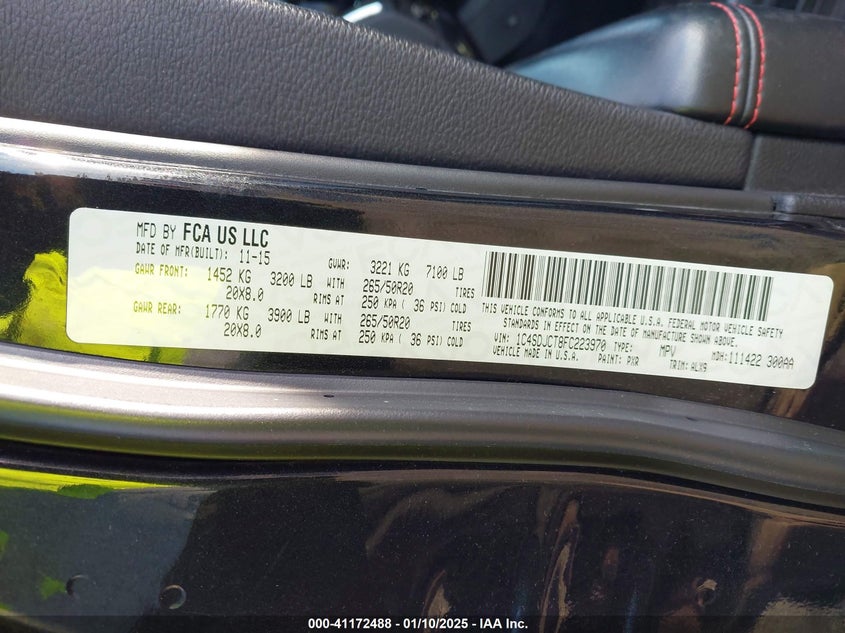 MFD BY FCA US LLC
DATE OF MFR(BUILT): 11-15 GVWR: 3221 KG 7100 LB
GAWR FRONT: 1452 KG 3200 LB WITH 265/50R20 TIRES
20X8.0 RIMS AT 250 KPA ( 36 PSI) COLD
GAWR REAR: 1770 KG 3900 LB WITH 265/50R20 TIRES
20X8.0 RIMS AT 250 KPA ( 36 PSI) COLD
THIS VEHICLE CONFORMS TO ALL APPLICABLE U.S.A. FEDERAL MOTOR VEHICLE SAFETY
STANDARDS IN EFFECT ON THE DATE OF MANUFACTURE SHOWN ABOVE.
VIN: 1C4SDJCT8FC223970 TYPE: MPV MDH: 111422 300AA
VEHICLE MADE IN U.S.A. PAINT: PXR TRIM: ALX9
000-41172488 - 01/10/2025 - IAA Inc.